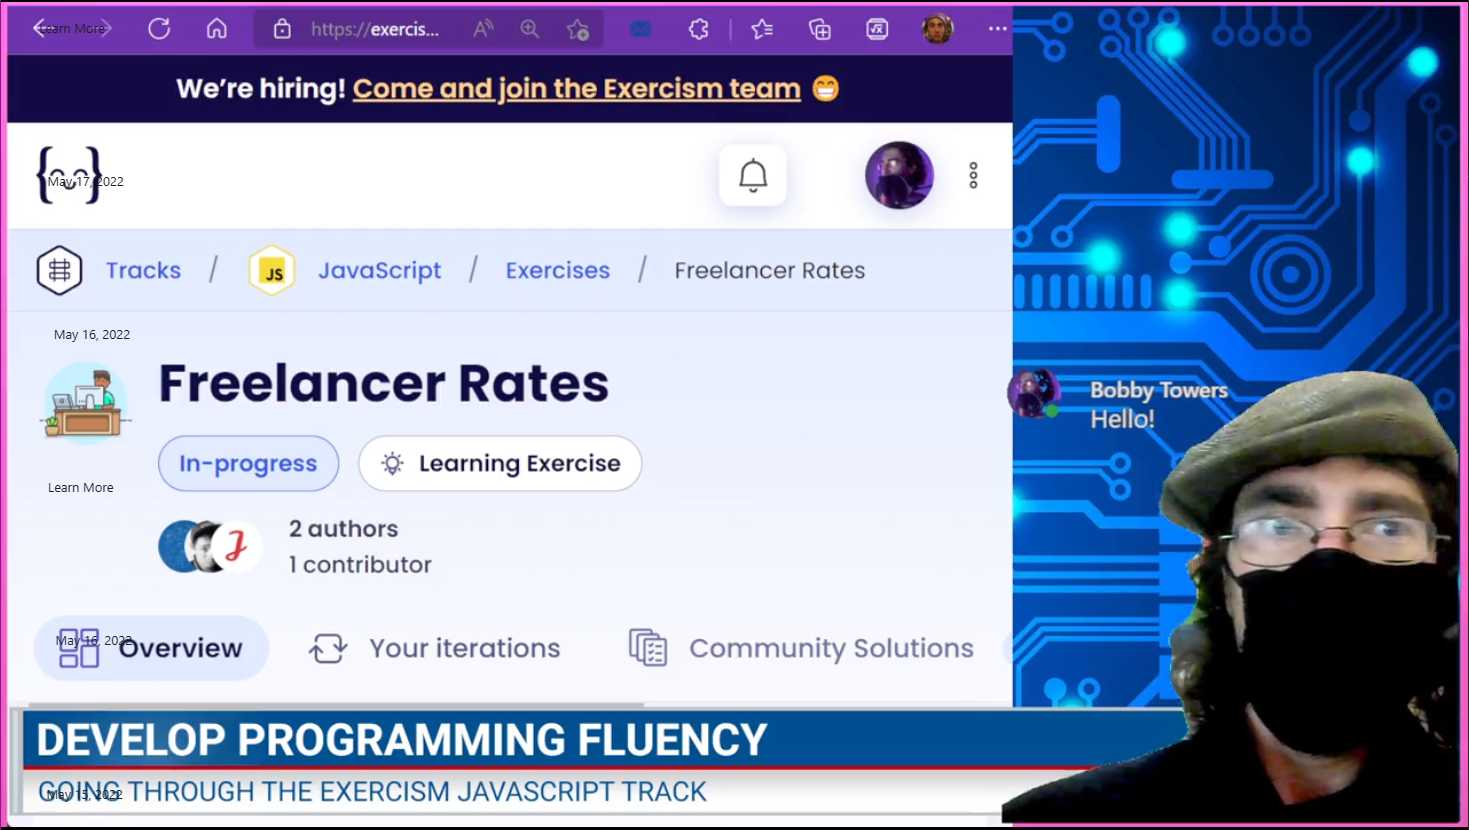 Learn More
https://exercis...
We're hiring! Come and join the Exercism team
May 17, 2022
Tracks / JS JavaScript / Exercises / Freelancer Rates
May 16, 2022
Freelancer Rates
In-progress
Learning Exercise
Learn More
2 authors
1 contributor
Bobby Towers
Hello!
May 16, 2022
Overview
Your iterations
Community Solutions
DEVELOP PROGRAMMING FLUENCY
GOING THROUGH THE EXERCISM JAVASCRIPT TRACK
May 15, 2022